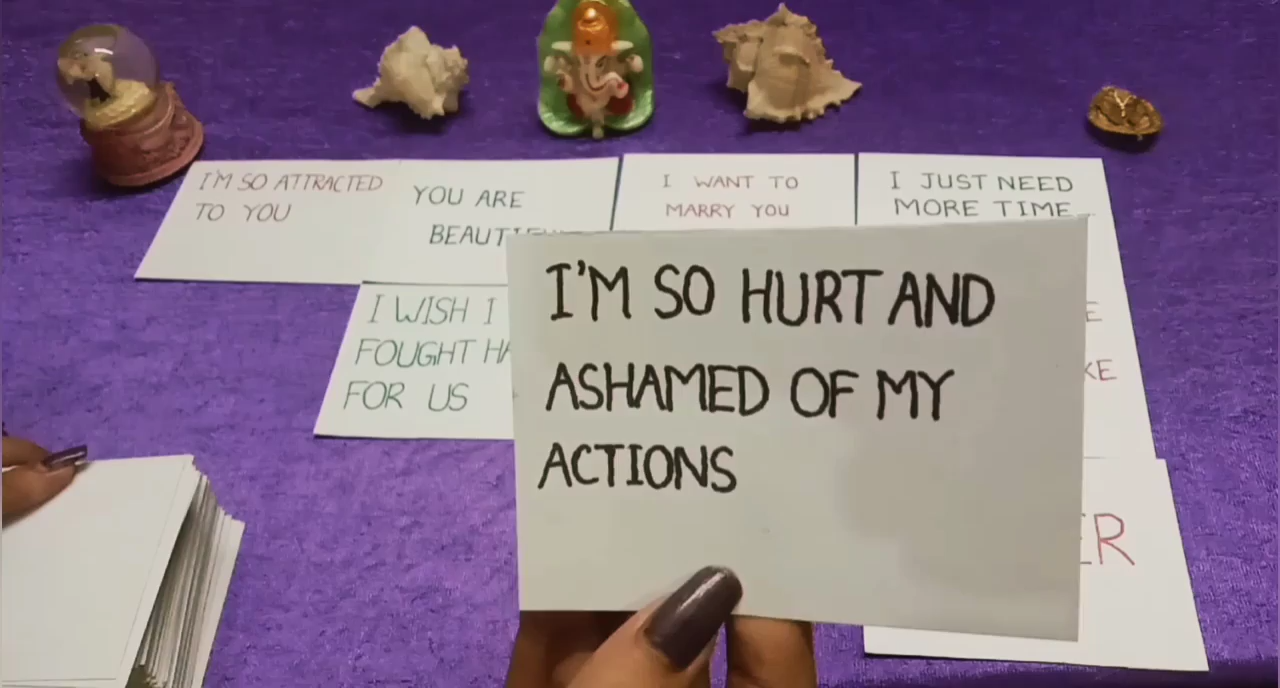 I'M SO ATTRACTED
TO YOU
YOU ARE
I WANT TO
MARRY YOU
I JUST NEED
MORE TIME
I WISH I
FOUGHT
FOR US
I'M SO HURT AND
ASHAMED OF MY
ACTIONS